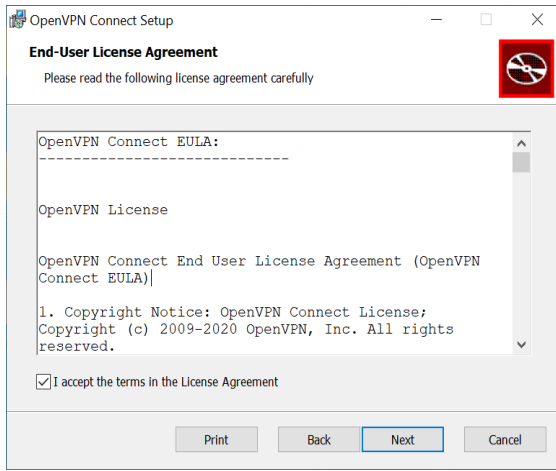 OpenVPN Connect Setup
End-User License Agreement
Please read the following license agreement carefully
OpenVPN Connect EULA:
----------------------------
OpenVPN License
OpenVPN Connect End User License Agreement (OpenVPN
Connect EULA)
1. Copyright Notice: OpenVPN Connect License;
Copyright (c) 2009-2020 OpenVPN, Inc. All rights
reserved.
I accept the terms in the License Agreement
Print Back Next Cancel